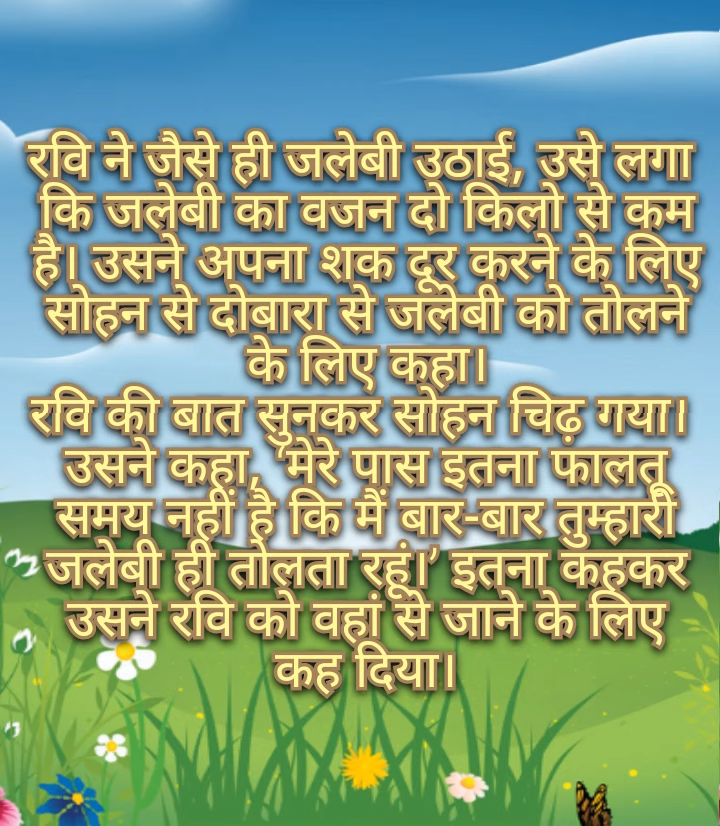 रवि ने जैसे ही जलेबी उठाई, उसे लगा
कि जलेबी का वजन दो किलो से कम
है। उसने अपना शक दूर करने के लिए
सोहन से दोबारा से जलेबी को तोलने
के लिए कहा।
रवि की बात सुनकर सोहन चिढ़ गया।
उसने कहा, ‘मेरे पास इतना फालतू
समय नहीं है कि मैं बार-बार तुम्हारी
जलेबी ही तोलता रहूं।’ इतना कहकर
उसने रवि को वहां से जाने के लिए
कह दिया।